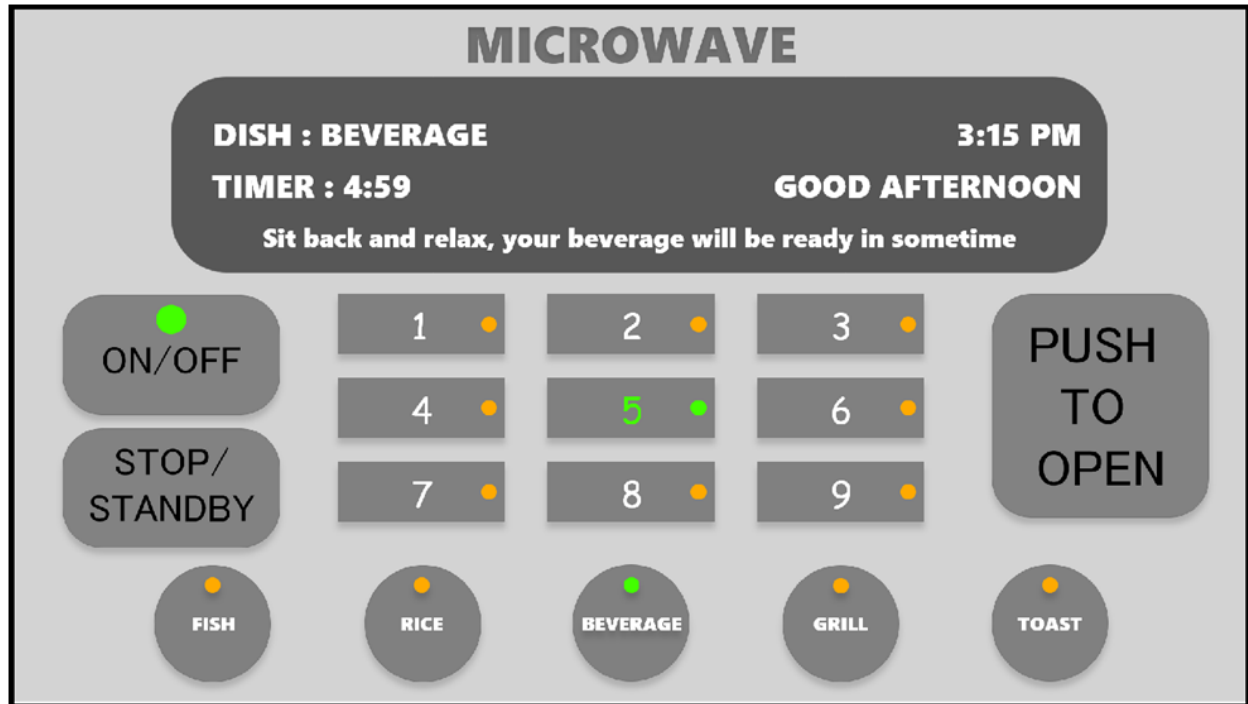 MICROWAVE
DISH : BEVERAGE
3:15 PM
TIMER : 4:59
GOOD AFTERNOON
Sit back and relax, your beverage will be ready in sometime
ON/OFF
STOP/
STANDBY
1
2
3
4
5
6
7
8
9
PUSH
TO
OPEN
FISH
RICE
BEVERAGE
GRILL
TOAST